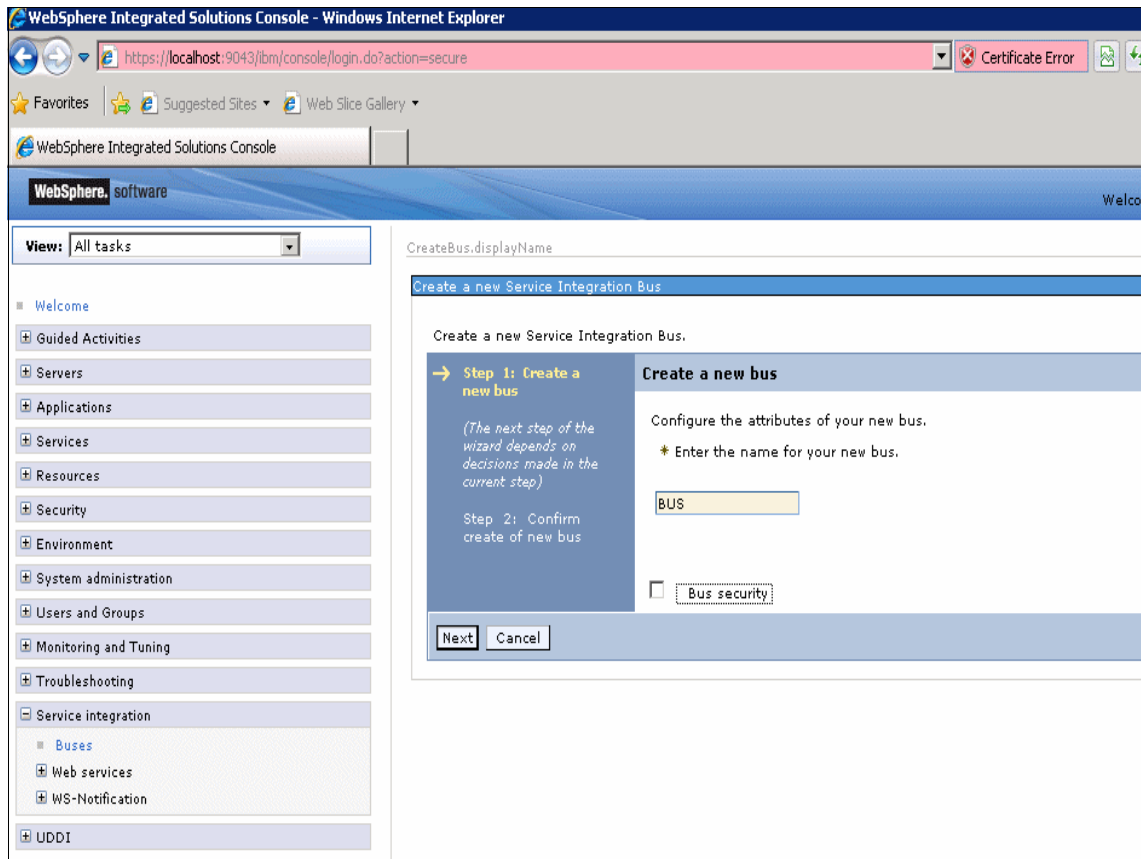 WebSphere Integrated Solutions Console - Windows Internet Explorer
https://localhost:9043/ibm/console/login.do?action=secure
Certificate Error
Favorites
Suggested Sites
Web Slice Gallery
WebSphere Integrated Solutions Console
WebSphere. software
Welco
View: All tasks
Welcome
Guided Activities
Servers
Applications
Services
Resources
Security
Environment
System administration
Users and Groups
Monitoring and Tuning
Troubleshooting
Service integration
Buses
Web services
WS-Notification
UDDI
CreateBus.displayName
Create a new Service Integration Bus
Create a new Service Integration Bus.
Step 1: Create a
new bus
(The next step of the
wizard depends on
decisions made in the
current step)
Step 2: Confirm
create of new bus
Create a new bus
Configure the attributes of your new bus.
* Enter the name for your new bus.
BUS
Bus security
Next
Cancel